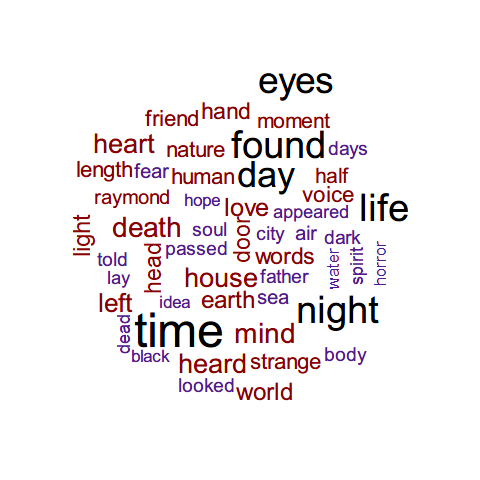 eyes
friend hand moment
heart nature found days
length fear human day half
raymond hope love voice life
light death soul door appeared
told head passed city air dark
lay house words father water spirit horror
left idea earth sea night
dead time mind
black heard strange body
looked world